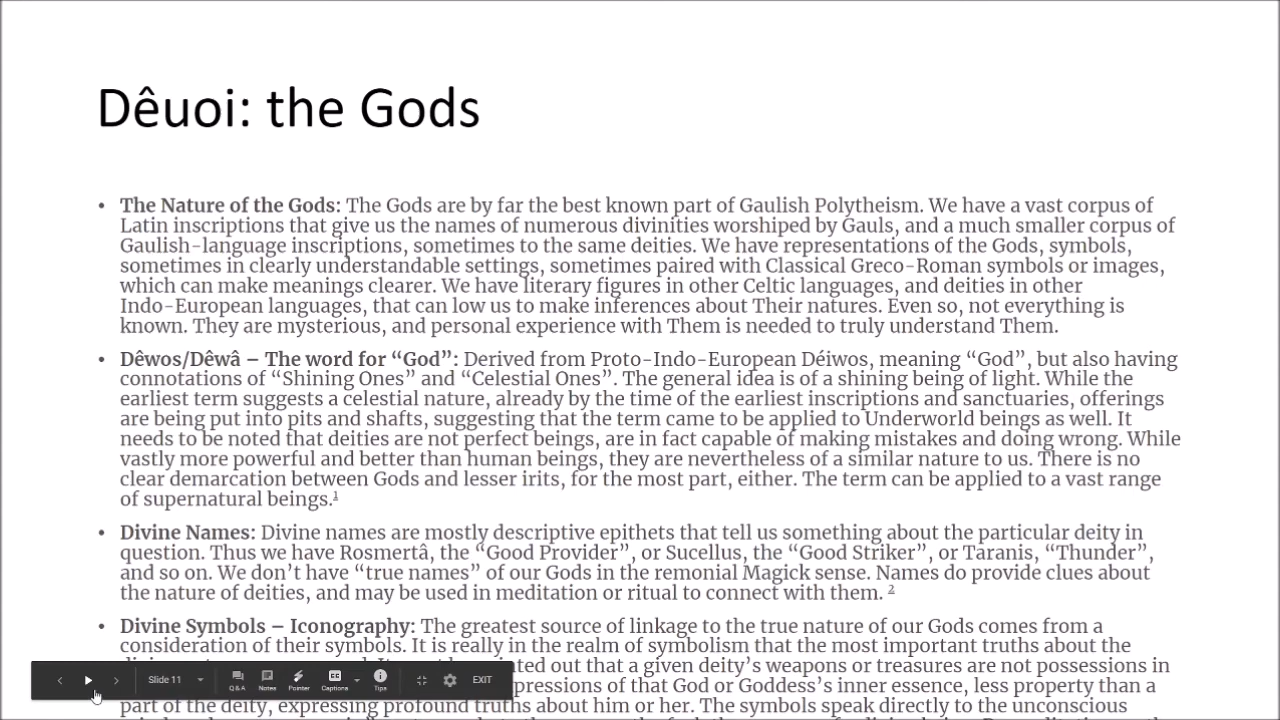 Dêuoi: the Gods
• The Nature of the Gods: The Gods are by far the best known part of Gaulish Polytheism. We have a vast corpus of
Latin inscriptions that give us the names of numerous divinities worshiped by Gauls, and a much smaller corpus of
Gaulish-language inscriptions, sometimes to the same deities. We have representations of the Gods, symbols,
sometimes in clearly understandable settings, sometimes paired with Classical Greco-Roman symbols or images,
which can make meanings clearer. We have literary figures in other Celtic languages, and deities in other
Indo-European languages, that can low us to make inferences about Their natures. Even so, not everything is
known. They are mysterious, and personal experience with Them is needed to truly understand Them.
• Dêwos/Dêwâ – The word for “God”: Derived from Proto-Indo-European Déiwos, meaning “God”, but also having
connotations of “Shining Ones” and “Celestial Ones”. The general idea is of a shining being of light. While the
earliest term suggests a celestial nature, already by the time of the earliest inscriptions and sanctuaries, offerings
are being put into pits and shafts, suggesting that the term came to be applied to Underworld beings as well. It
needs to be noted that deities are not perfect beings, are in fact capable of making mistakes and doing wrong. While
vastly more powerful and better than human beings, they are nevertheless of a similar nature to us. There is no
clear demarcation between Gods and lesser irits, for the most part, either. The term can be applied to a vast range
of supernatural beings.1
• Divine Names: Divine names are mostly descriptive epithets that tell us something about the particular deity in
question. Thus we have Rosmertâ, the “Good Provider”, or Sucellus, the “Good Striker”, or Taranis, “Thunder”,
and so on. We don’t have “true names” of our Gods in the remonial Magick sense. Names do provide clues about
the nature of deities, and may be used in meditation or ritual to connect with them. 2
• Divine Symbols – Iconography: The greatest source of linkage to the true nature of our Gods comes from a
consideration of their symbols. It is really in the realm of symbolism that the most important truths about the
out that a given deity’s weapons or treasures are not possessions in
of that God or Goddess’s inner essence, less property than a
part of the deity, expressing profound truths about him or her. The symbols speak directly to the unconscious
Slide 11 Q&A Notes Pointer Captions Tips EXIT